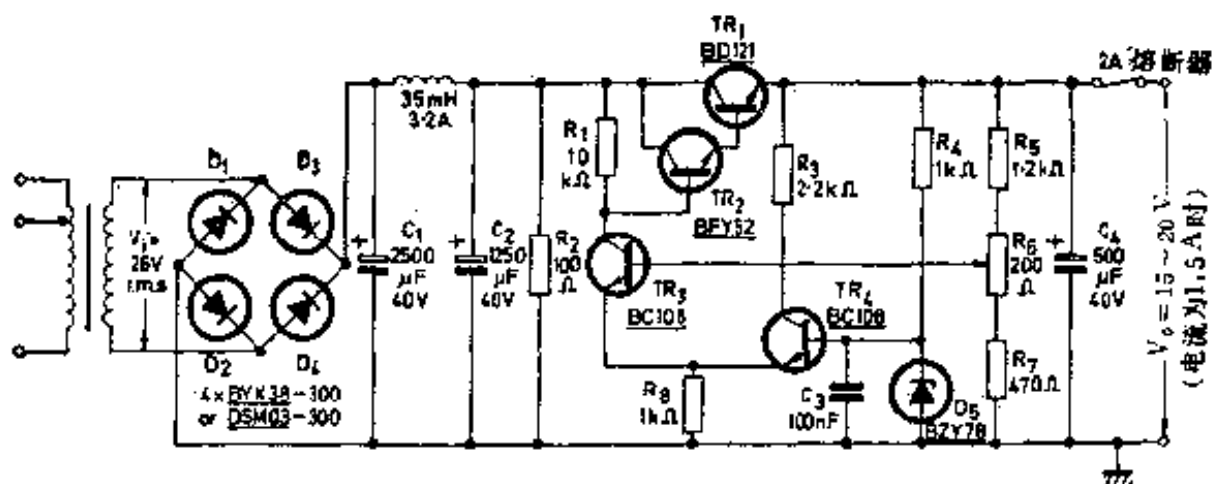 TR₁
BD121
2A 熔断器
35mH
3·2A
R₁
10
kΩ
TR₂
BFY52
R₃
2·2kΩ
R₄
1kΩ
R₅
1·2kΩ
D₁
D₃
26V
r.m.s
C₁
2500
µF
40V
C₂
1250
µF
40V
R₂
100
Ω
TR₃
BC108
TR₄
BC108
R₆
200
Ω
C₄
500
µF
40V
V₀=15~20 V
(电流为1.5 A时)
D₂
D₄
4×BYX38-300
or DSM03-300
R₈
1kΩ
C₃
100nF
D₅
BZY78
R₇
470Ω